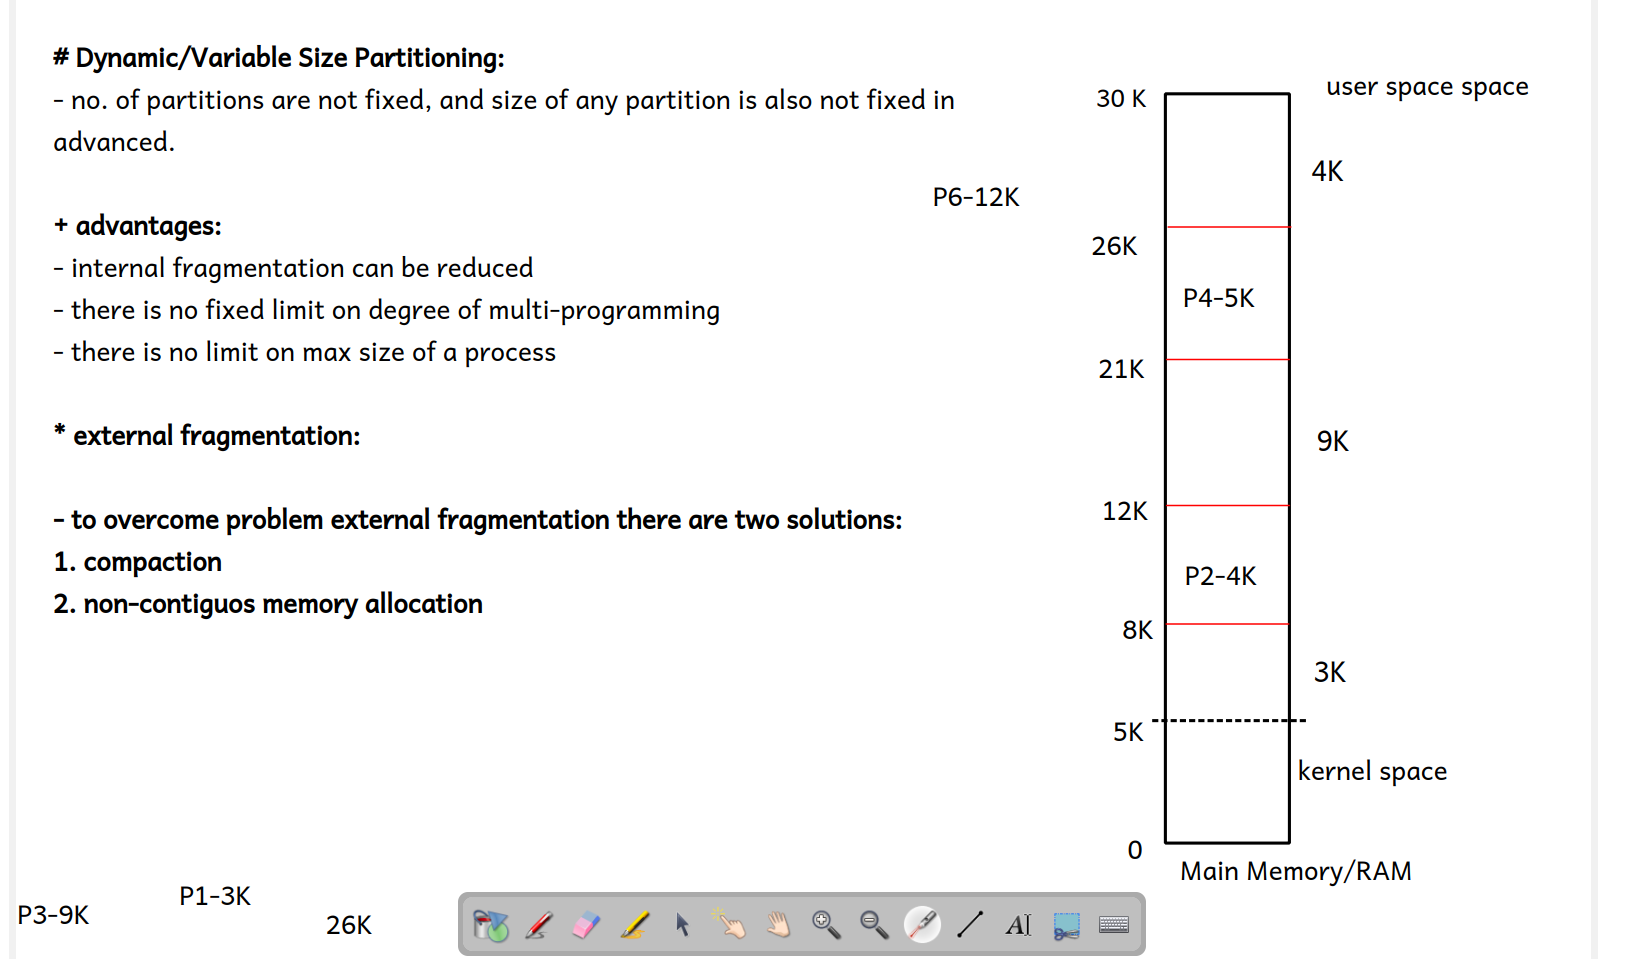 # Dynamic/Variable Size Partitioning:
- no. of partitions are not fixed, and size of any partition is also not fixed in
advanced.
+ advantages:
- internal fragmentation can be reduced
- there is no fixed limit on degree of multi-programming
- there is no limit on max size of a process
* external fragmentation:
- to overcome problem external fragmentation there are two solutions:
1. compaction
2. non-contiguos memory allocation
P6-12K
user space space
30 K
4K
26K
P4-5K
21K
9K
12K
P2-4K
8K
3K
5K
kernel space
0
Main Memory/RAM
P3-9K
P1-3K
26K
AI